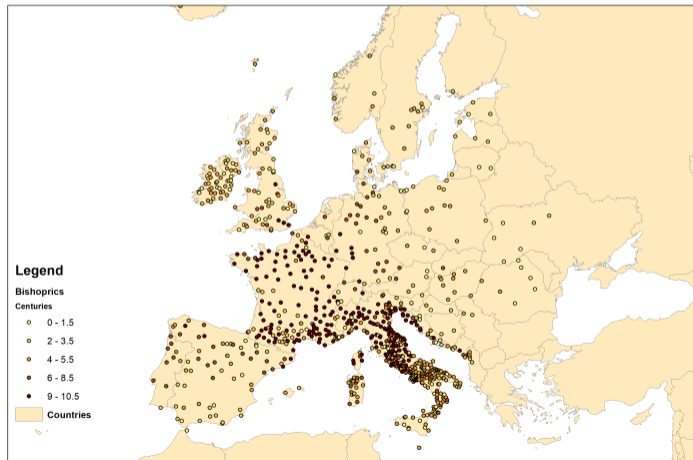 Legend
Bishoprics
Centuries
0 - 1.5
2 - 3.5
4 - 5.5
6 - 8.5
9 - 10.5
Countries